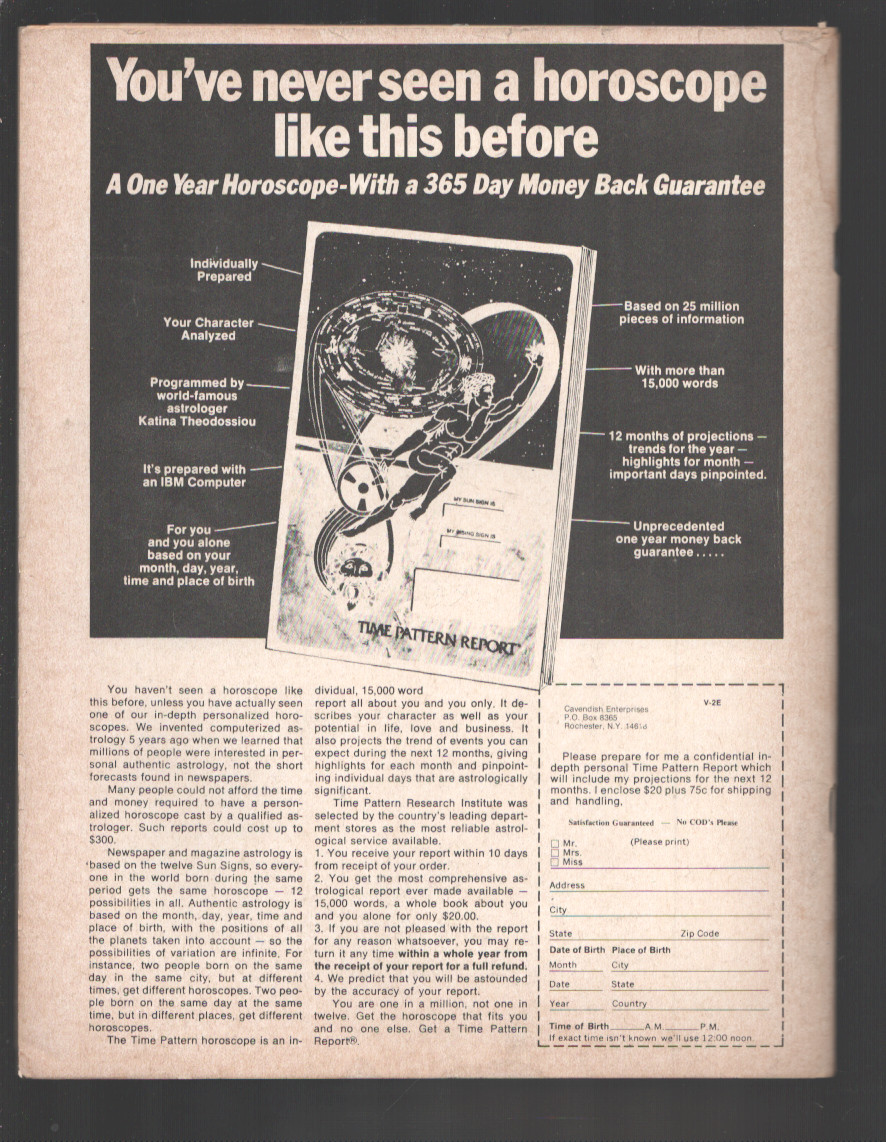 You've never seen a horoscope
like this before
A One Year Horoscope-With a 365 Day Money Back Guarantee
Individually
Prepared
Your Character
Analyzed
Programmed by
world-famous
astrologer
Katina Theodossiou
It's prepared with
an IBM Computer
For you
and you alone
based on your
month, day, year,
time and place of birth
Based on 25 million
pieces of information
With more than
15,000 words
12 months of projections —
trends for the year —
highlights for month —
important days pinpointed.
Unprecedented
one year money back
guarantee . . . . .
MY SUN SIGN IS
MY RISING SIGN IS
TIME PATTERN REPORT
You haven't seen a horoscope like
this before, unless you have actually seen
one of our in-depth personalized horo-
scopes. We invented computerized as-
trology 5 years ago when we learned that
millions of people were interested in per-
sonal authentic astrology, not the short
forecasts found in newspapers.
Many people could not afford the time
and money required to have a person-
alized horoscope cast by a qualified as-
trologer. Such reports could cost up to
$300.
Newspaper and magazine astrology is
based on the twelve Sun Signs, so every-
one in the world born during the same
period gets the same horoscope — 12
possibilities in all. Authentic astrology is
based on the month, day, year, time and
place of birth, with the positions of all
the planets taken into account — so the
possibilities of variation are infinite. For
instance, two people born on the same
day in the same city, but at different
times, get different horoscopes. Two peo-
ple born on the same day at the same
time, but in different places, get different
horoscopes.
The Time Pattern horoscope is an in-
dividual, 15,000 word
report all about you and you only. It de-
scribes your character as well as your
potential in life, love and business. It
also projects the trend of events you can
expect during the next 12 months, giving
highlights for each month and pinpoint-
ing individual days that are astrologically
significant.
Time Pattern Research Institute was
selected by the country's leading depart-
ment stores as the most reliable astrol-
ogical service available.
1. You receive your report within 10 days
from receipt of your order.
2. You get the most comprehensive as-
trological report ever made available —
15,000 words, a whole book about you
and you alone for only $20.00.
3. If you are not pleased with the report
for any reason whatsoever, you may re-
turn it any time within a whole year from
the receipt of your report for a full refund.
4. We predict that you will be astounded
by the accuracy of your report.
You are one in a million, not one in
twelve. Get the horoscope that fits you
and no one else. Get a Time Pattern
Report®.
V-2E
Cavendish Enterprises
P.O. Box 8365
Rochester, N.Y.
Please prepare for me a confidential in-
depth personal Time Pattern Report which
will include my projections for the next 12
months. I enclose $20 plus 75c for shipping
and handling.
Satisfaction Guaranteed — No COD's Please
Mr. (Please print)
Mrs.
Miss
Address
City
State Zip Code
Date of Birth Place of Birth
Month City
Date State
Year Country
Time of Birth A.M. P.M.
If exact time isn't known we'll use 12:00 noon.